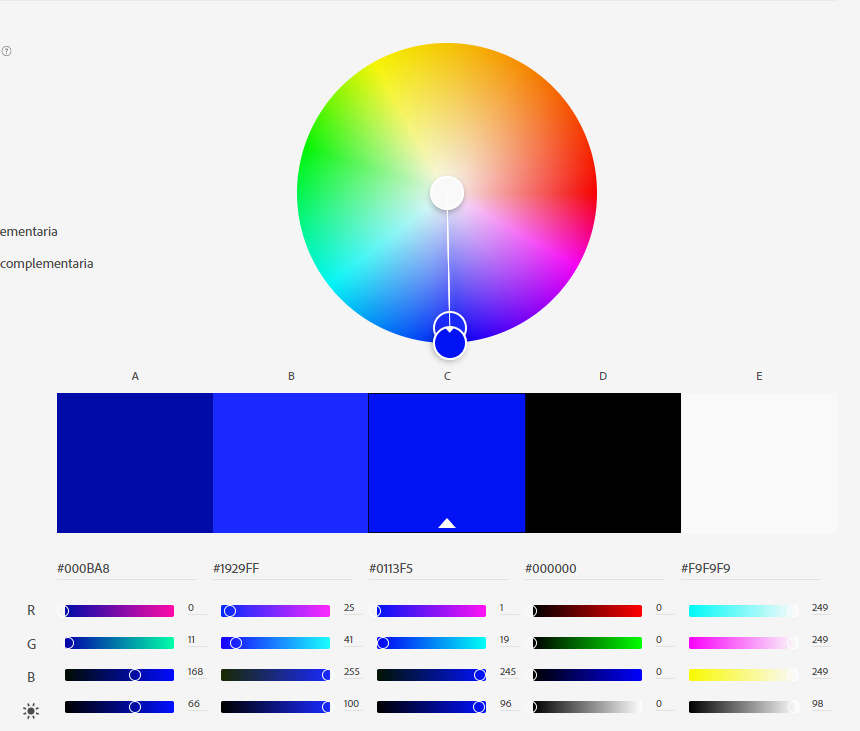 ?
ementaria
complementaria
A B C D E
#000BA8 #1929FF #0113F5 #000000 #F9F9F9
R 0 25 1 0 249
G 11 41 19 0 249
B 168 255 245 0 249
66 100 96 0 98